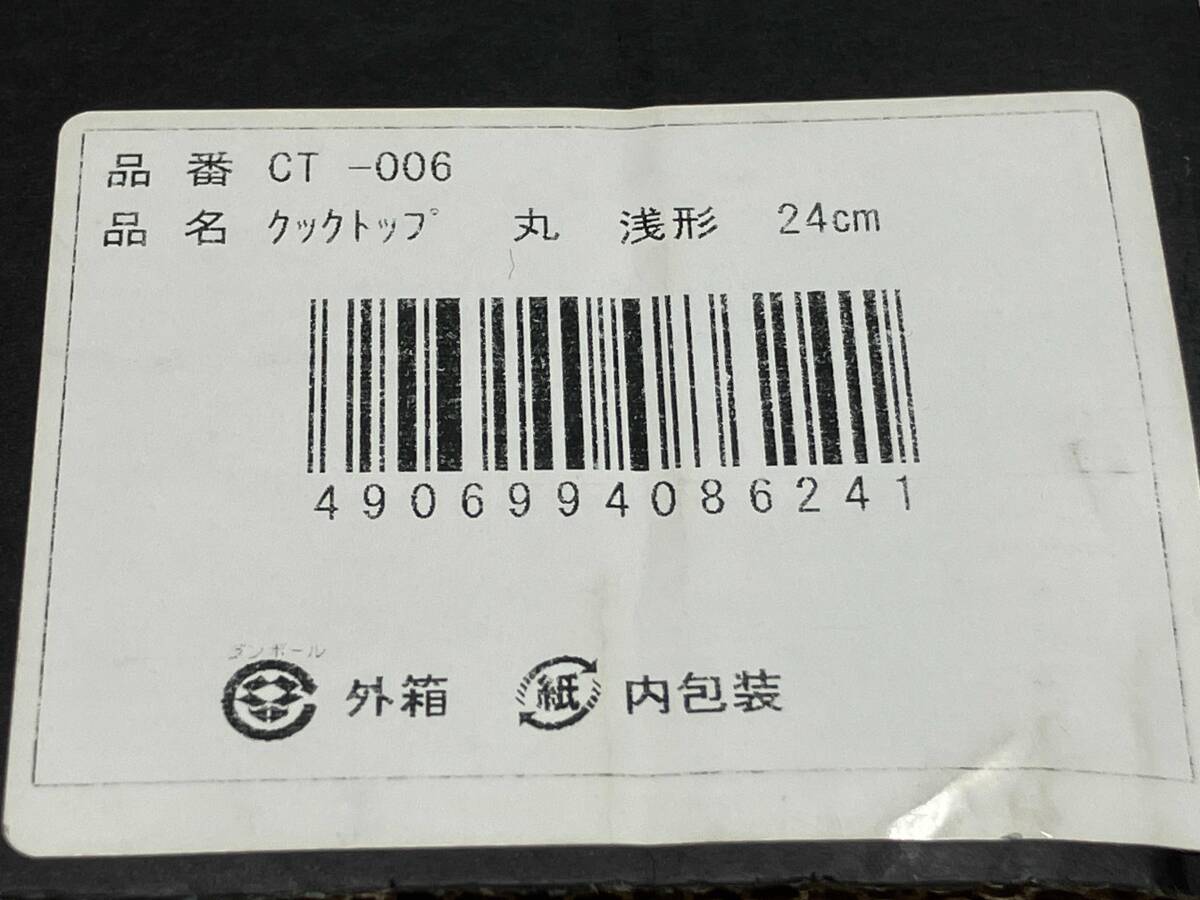 品番 CT -006
品名 ｸｯｸﾄｯﾌﾟ 丸 浅形 24cm
4906994086241
ダンボール
外箱 紙 内包装